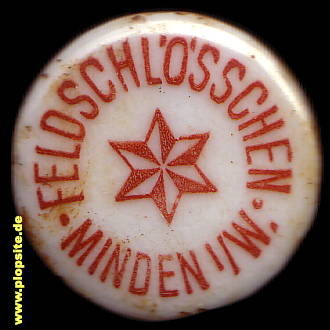 FELDSCHLÖSSCHEN
• MINDEN I/W. •
www.plopsite.de